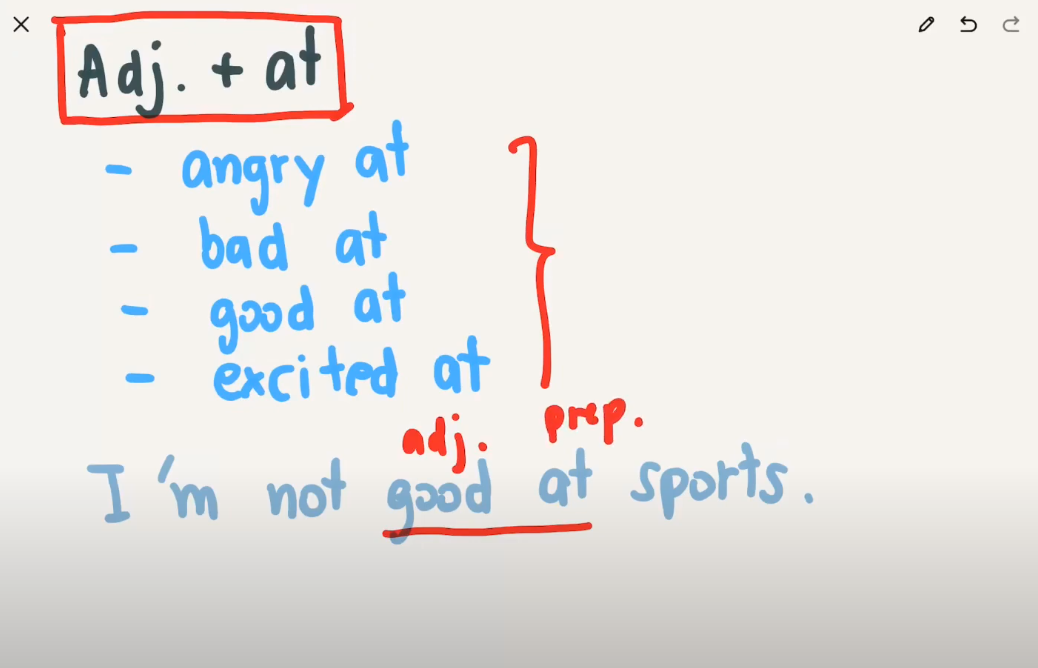 Adj. + at
- angry at
- bad at
- good at
- excited at
adj. prep.
I'm not good at sports.